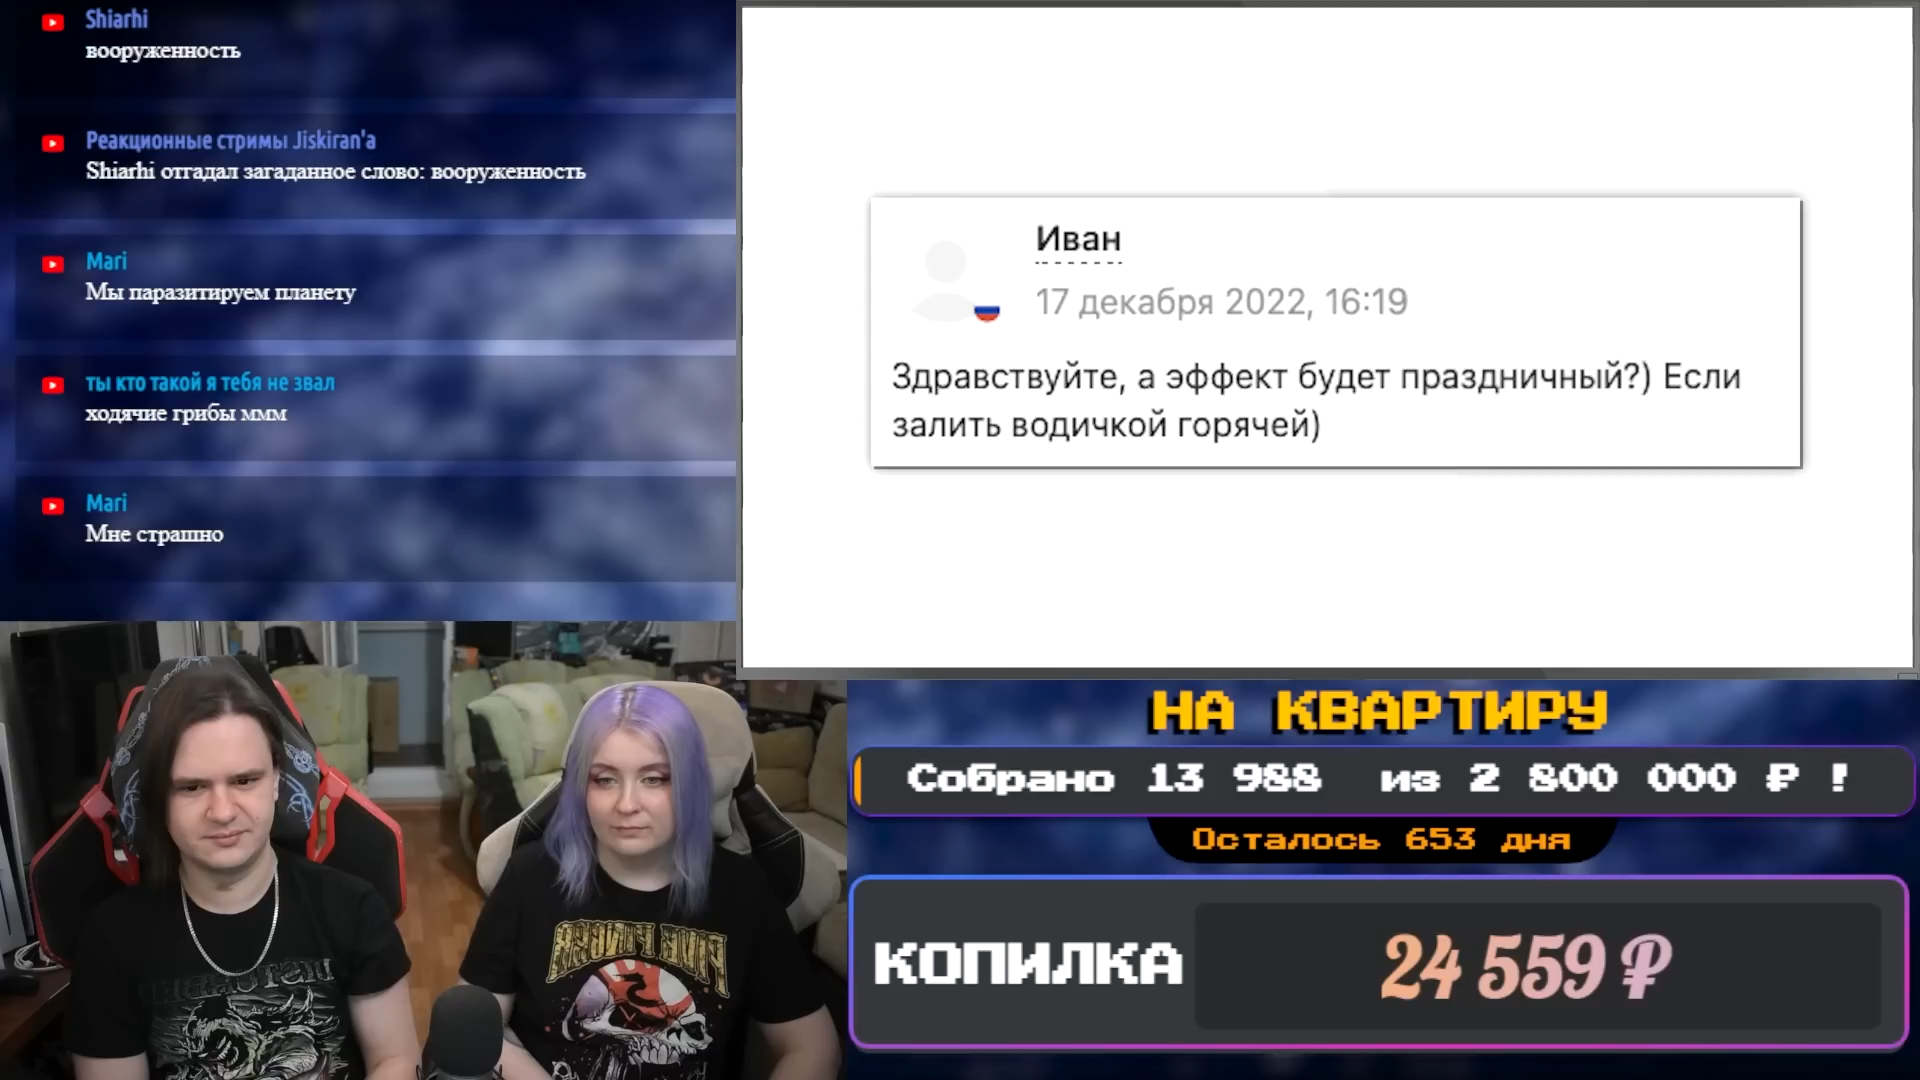 Shiarhi
вооруженность
Реакционные стримы Jiskiran'a
Shiarhi отгадал загаданное слово: вооруженность
Mari
Мы паразитируем планету
ты кто такой я тебя не звал
ходячие грибы ммм
Mari
Мне страшно
Иван
17 декабря 2022, 16:19
Здравствуйте, а эффект будет праздничный?) Если
залить водичкой горячей)
НА КВАРТИРУ
Собрано 13 988 из 2 800 000 ₽ !
Осталось 653 дня
КОПИЛКА
24 559 ₽